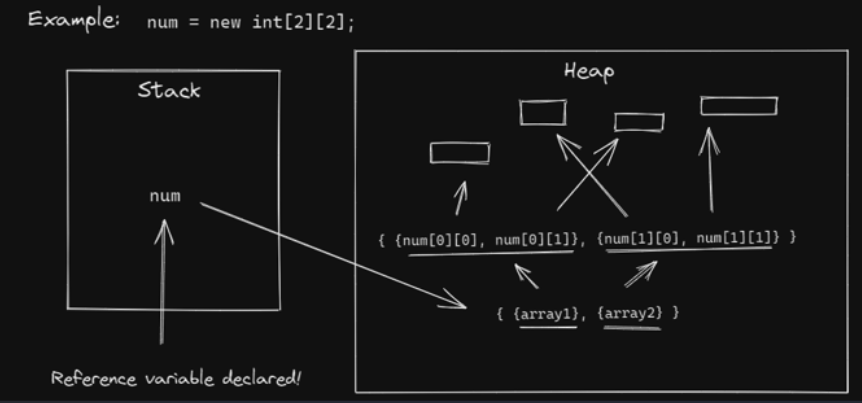 Example: num = new int[2][2];
Stack
Heap
num
{ {num[0][0], num[0][1]}, {num[1][0], num[1][1]} }
{ {array1}, {array2} }
Reference variable declared!